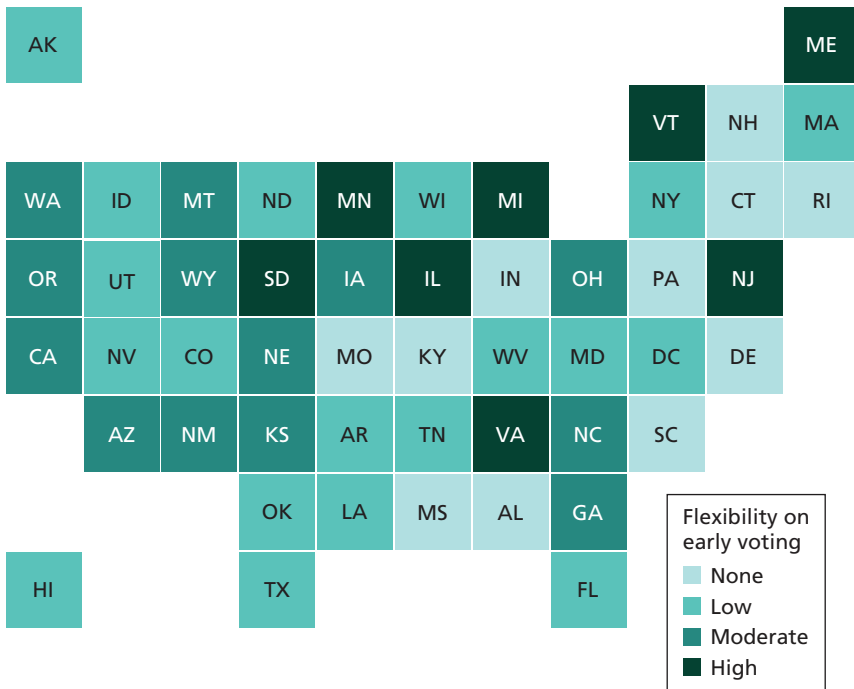 AK ME
VT NH MA
WA ID MT ND MN WI MI NY CT RI
OR UT WY SD IA IL IN OH PA NJ
CA NV CO NE MO KY WV MD DC DE
AZ NM KS AR TN VA NC SC
OK LA MS AL GA
HI TX FL
Flexibility on
early voting
None
Low
Moderate
High